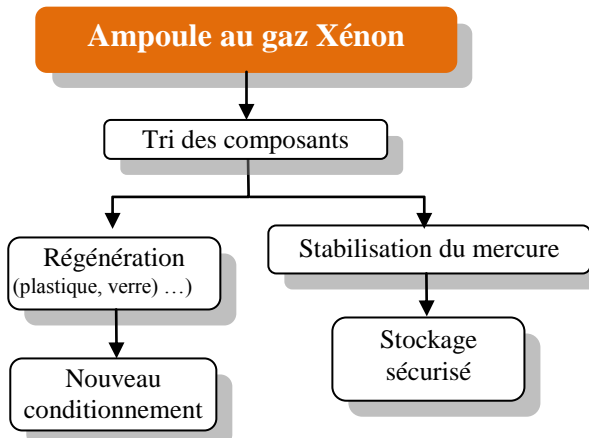 Ampoule au gaz Xénon
Tri des composants
Régénération
(plastique, verre) …)
Stabilisation du mercure
Nouveau
conditionnement
Stockage
sécurisé